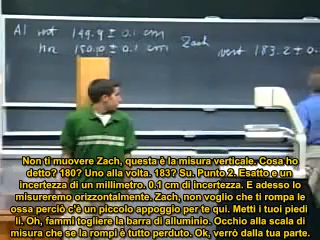 Al vert 149.9 ± 0.1 cm
hor 150.0 ± 0.1 cm
Zach
vert 183.2 ± 0.
Non ti muovere Zach, questa è la misura verticale. Cosa ho
detto? 180? Uno alla volta. 183? Su. Punto 2. Esatto e un
incertezza di un millimetro. 0.1 cm di incertezza. E adesso lo
misureremo orizzontalmente. Zach, non voglio che ti rompa le
ossa percio c'è un piccolo appoggio per te qui. Metti i tuoi piedi
lì. Oh, fammi togliere la barra di alluminio. Occhio alla scala di
misura che se la rompi è tutto perduto. Ok, verrò dalla tua parte.